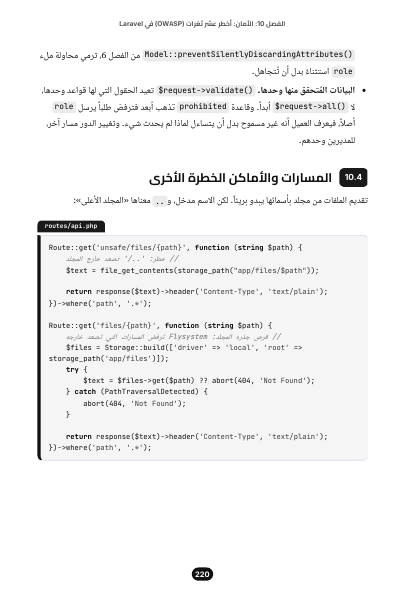 الفصل 10: الأمان: أخطر عشر ثغرات (OWASP) في Laravel
Model::preventSilentlyDiscardingAttributes() من الفصل 6، ترمي محاولة ملء
role استثناءً بدل أن تُتجاهل.
• البيانات المُتحقق منها وحدها. $request->validate() تعيد الحقول التي لها قواعد وحدها،
لا $request->all() أبداً. وقاعدة prohibited تذهب أبعد فترفض طلباً يرسل role
أصلاً، فيعرف العميل أنه غير مسموح بدل أن يتساءل لماذا لم يحدث شيء. وتغيير الدور مسار آخر،
للمديرين وحدهم.
10.4 المسارات والأماكن الخطرة الأخرى
تقديم الملفات من مجلد بأسمائها يبدو بريئاً. لكن الاسم مدخل، و.. معناها «المجلد الأعلى»:
routes/api.php
Route::get('unsafe/files/{path}', function (string $path) {
// خطر: '../' تصعد خارج المجلد
$text = file_get_contents(storage_path("app/files/$path"));
return response($text)->header('Content-Type', 'text/plain');
})->where('path', '.*');
Route::get('files/{path}', function (string $path) {
// قرص جذره المجلد: Flysystem ترفض المسارات التي تصعد خارجه
$files = Storage::build(['driver' => 'local', 'root' =>
storage_path('app/files')]);
try {
$text = $files->get($path) ?? abort(404, 'Not Found');
} catch (PathTraversalDetected) {
abort(404, 'Not Found');
}
return response($text)->header('Content-Type', 'text/plain');
})->where('path', '.*');
220